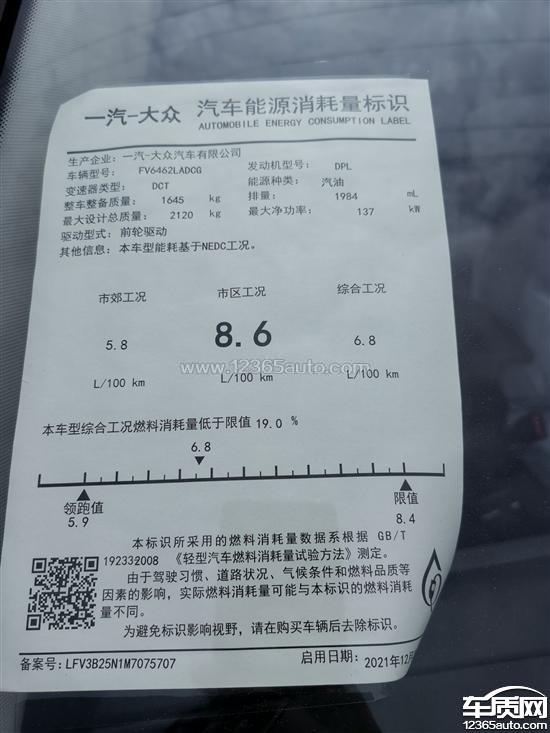 一汽-大众 汽车能源消耗量标识
AUTOMOBILE ENERGY CONSUMPTION LABEL
生产企业：一汽-大众汽车有限公司
车辆型号： FV6462LADCG 发动机型号： DPL
变速器类型： DCT 能源种类： 汽油
整车整备质量： 1645 kg 排量： 1984 mL
最大设计总质量： 2120 kg 最大净功率： 137 kW
驱动型式： 前轮驱动
其他信息： 本车型能耗基于NEDC工况。
市郊工况 市区工况 综合工况
5.8 8.6 6.8
www.12365auto.com
L/100 km L/100 km L/100 km
本车型综合工况燃料消耗量低于限值 19.0 %
6.8
领跑值 限值
5.9 8.4
本标识所采用的燃料消耗量数据系根据 GB/T
19233-2008 《轻型汽车燃料消耗量试验方法》测定。
由于驾驶习惯、道路状况、气候条件和燃料品质等
因素的影响，实际燃料消耗量可能与本标识的燃料消耗
量不同。
为避免标识影响视野，请在购买车辆后去除标识。
备案号：LFV3B25N1M7075707 启用日期： 2021年12月
车质网
12365auto.com